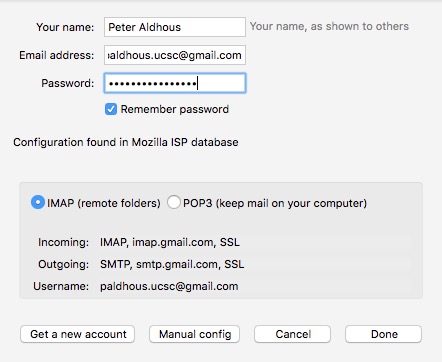 Your name: Peter Aldhous Your name, as shown to others
Email address: aldhous.ucsc@gmail.com
Password: ••••••••••••••••
Remember password
Configuration found in Mozilla ISP database
IMAP (remote folders) POP3 (keep mail on your computer)
Incoming: IMAP, imap.gmail.com, SSL
Outgoing: SMTP, smtp.gmail.com, SSL
Username: paldhous.ucsc@gmail.com
Get a new account Manual config Cancel Done